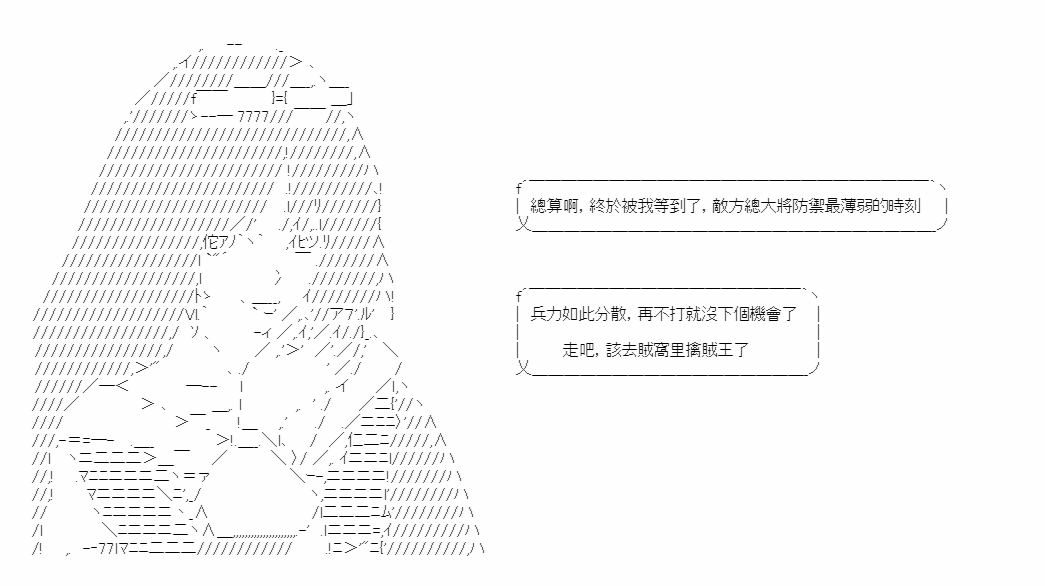 總算啊, 終於被我等到了, 敵方總大將防禦最薄弱的時刻
兵力如此分散, 再不打就沒下個機會了
走吧, 該去賊窩里擒賊王了